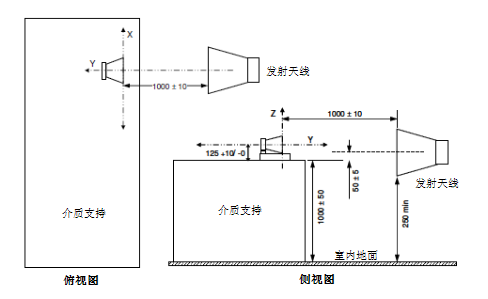 X
Y
发射天线
1000 ± 10
介质支持
俯视图
Z
1000 ± 10
Y
125 +10/ -0
50 ± 5
发射天线
介质支持
1000 ± 50
250 min
室内地面
侧视图